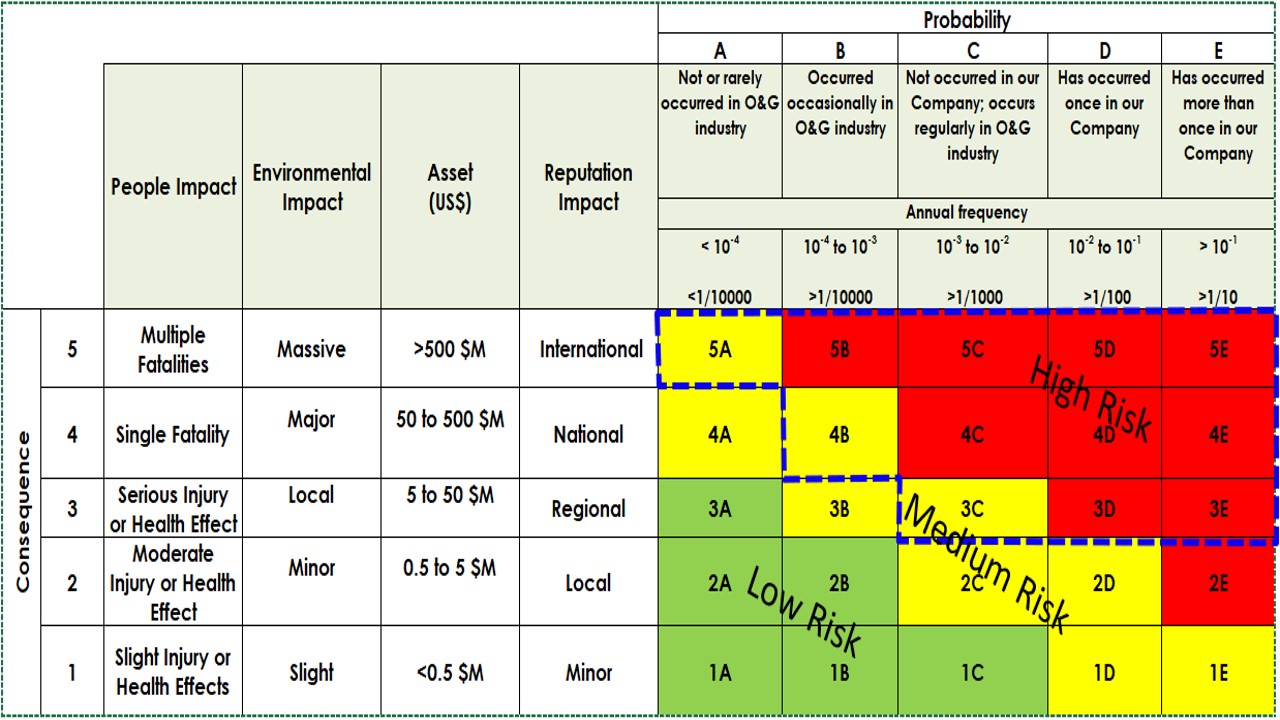 Probability
A B C D E
People Impact
Environmental
Impact
Asset
(US$)
Reputation
Impact
Not or rarely
occurred in O&G
industry
Occurred
occasionally in
O&G industry
Not occurred in our
Company; occurs
regularly in O&G
industry
Has occurred
once in our
Company
Has occurred
more than
once in our
Company
Annual frequency
< 10⁻⁴ 10⁻⁴ to 10⁻³ 10⁻³ to 10⁻² 10⁻² to 10⁻¹ > 10⁻¹
<1/10000 >1/10000 >1/1000 >1/100 >1/10
Consequence
5
Multiple
Fatalities
Massive
>500 $M
International
5A 5B 5C 5D 5E
High Risk
4
Single Fatality
Major
50 to 500 $M
National
4A 4B 4C 4D 4E
3
Serious Injury
or Health Effect
Local
5 to 50 $M
Regional
3A 3B 3C 3D 3E
Medium Risk
2
Moderate
Injury or Health
Effect
Minor
0.5 to 5 $M
Local
2A 2B 2C 2D 2E
Low Risk
1
Slight Injury or
Health Effects
Slight
<0.5 $M
Minor
1A 1B 1C 1D 1E